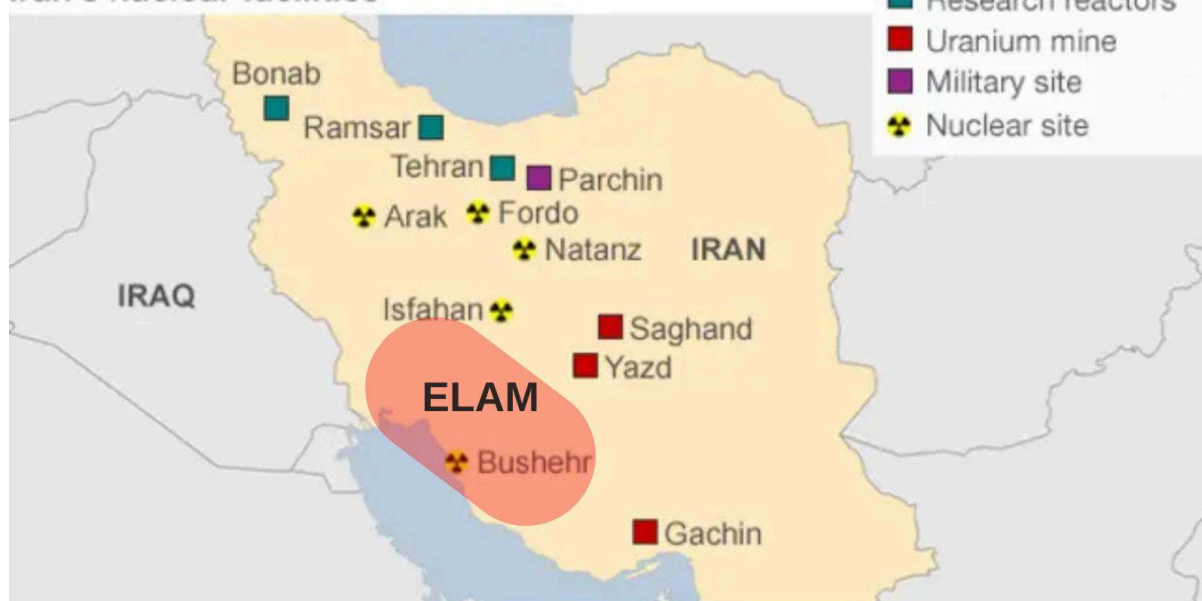 Research reactors
Uranium mine
Military site
Nuclear site
Bonab
Ramsar
Tehran
Parchin
Arak
Fordo
Natanz
IRAN
IRAQ
Isfahan
Saghand
Yazd
ELAM
Bushehr
Gachin